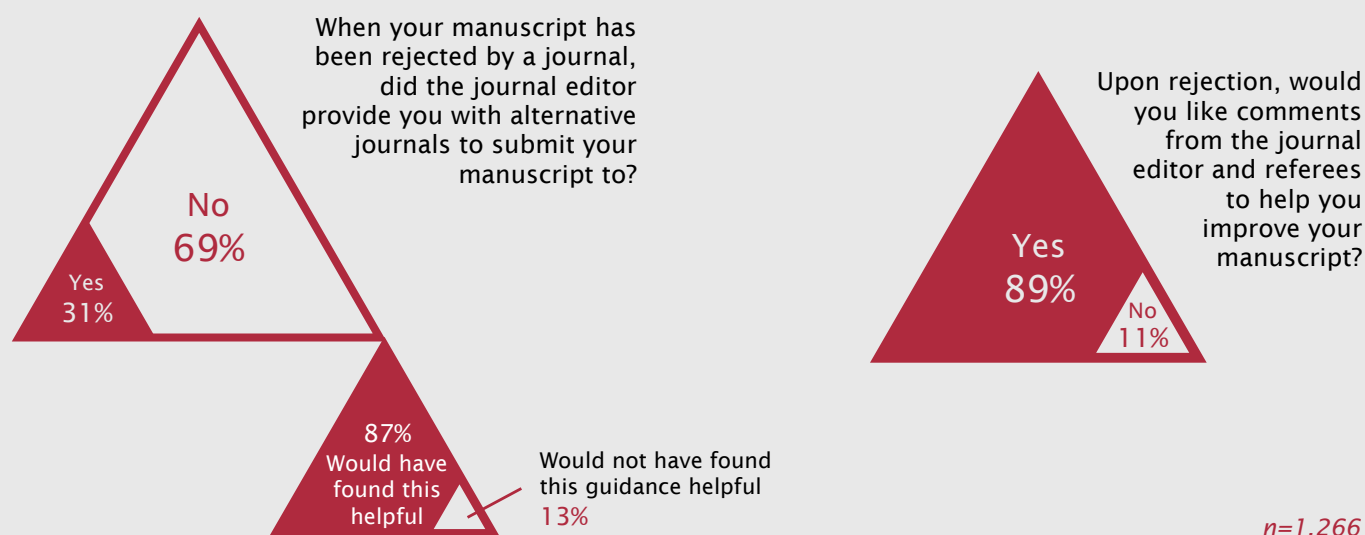 When your manuscript has
been rejected by a journal,
did the journal editor
provide you with alternative
journals to submit your
manuscript to?
No
69%
Yes
31%
87%
Would have
found this
helpful
Would not have found
this guidance helpful
13%
Upon rejection, would
you like comments
from the journal
editor and referees
to help you
improve your
manuscript?
Yes
89%
No
11%
n=1,266